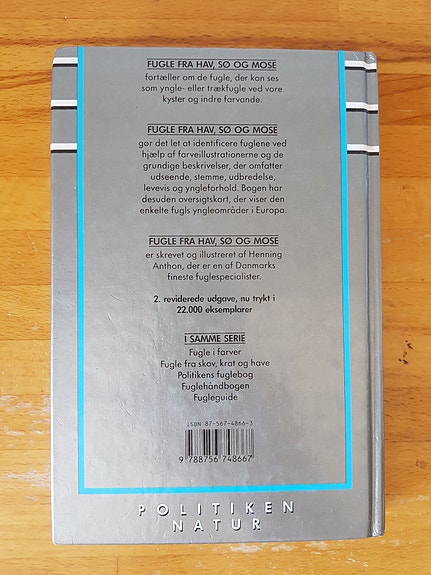 FUGLE FRA HAV, SØ OG MOSE
fortæller om de fugle, der kan ses
som yngle- eller trækfugle ved vore
kyster og indre farvande.
FUGLE FRA HAV, SØ OG MOSE
gør det let at identificere fuglene ved
hjælp af farveillustrationerne og de
grundige beskrivelser, der omfatter
udseende, stemme, udbredelse,
levevis og yngleforhold. Bogen har
desuden oversigtskort, der viser den
enkelte fugls yngleområder i Europa.
FUGLE FRA HAV, SØ OG MOSE
er skrevet og illustreret af Henning
Anthon, der er en af Danmarks
fineste fuglespecialister.
2. reviderede udgave, nu trykt i
22.000 eksemplarer
I SAMME SERIE
Fugle i farver
Fugle fra skov, krat og have
Politikens fuglebog
Fuglehåndbogen
Fugleguide
ISBN 87-567-4866-3
9 788756 748667
POLITIKEN
NATUR